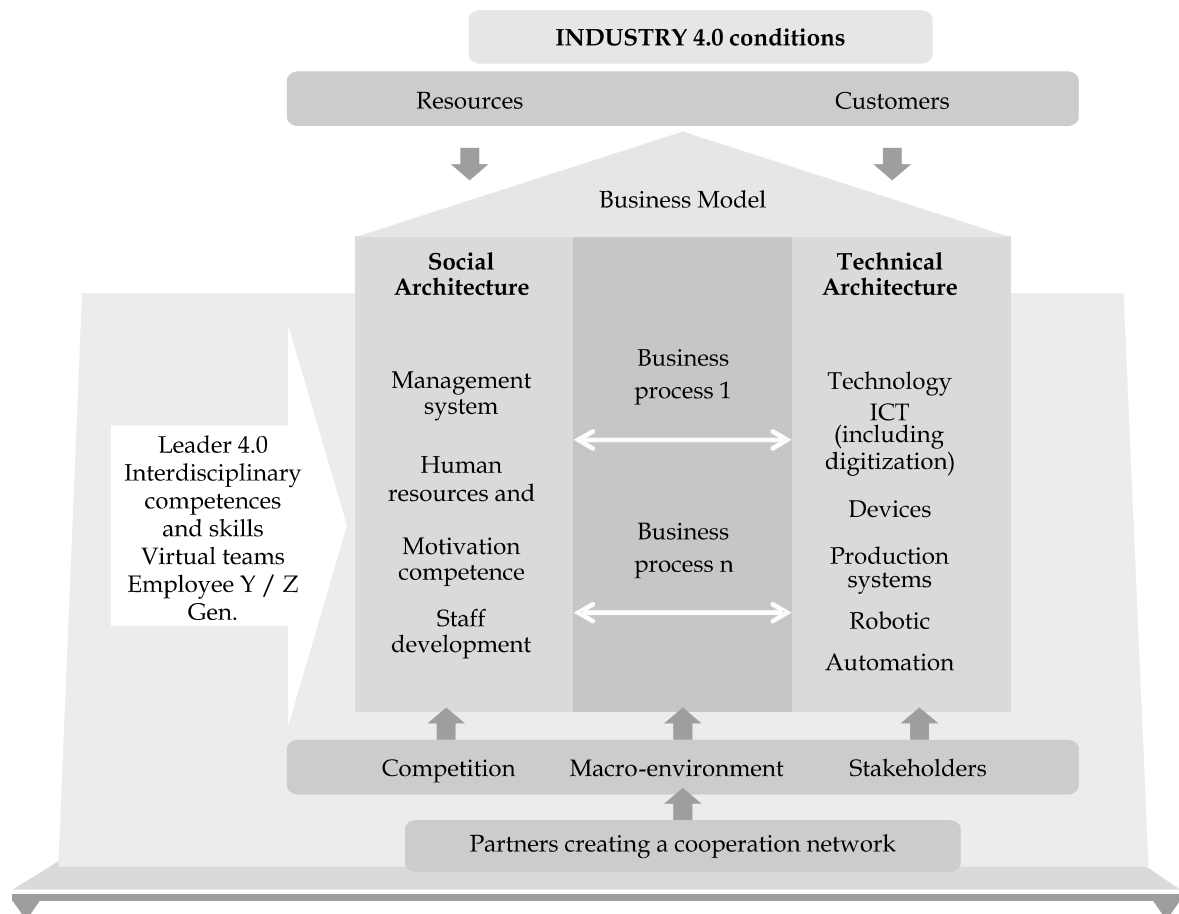 INDUSTRY 4.0 conditions
Resources
Customers
Business Model
Social
Architecture
Management
system
Human
resources and
Motivation
competence
Staff
development
Business
process 1
Business
process n
Technical
Architecture
Technology
ICT
(including
digitization)
Devices
Production
systems
Robotic
Automation
Leader 4.0
Interdisciplinary
competences
and skills
Virtual teams
Employee Y / Z
Gen.
Competition
Macro-environment
Stakeholders
Partners creating a cooperation network